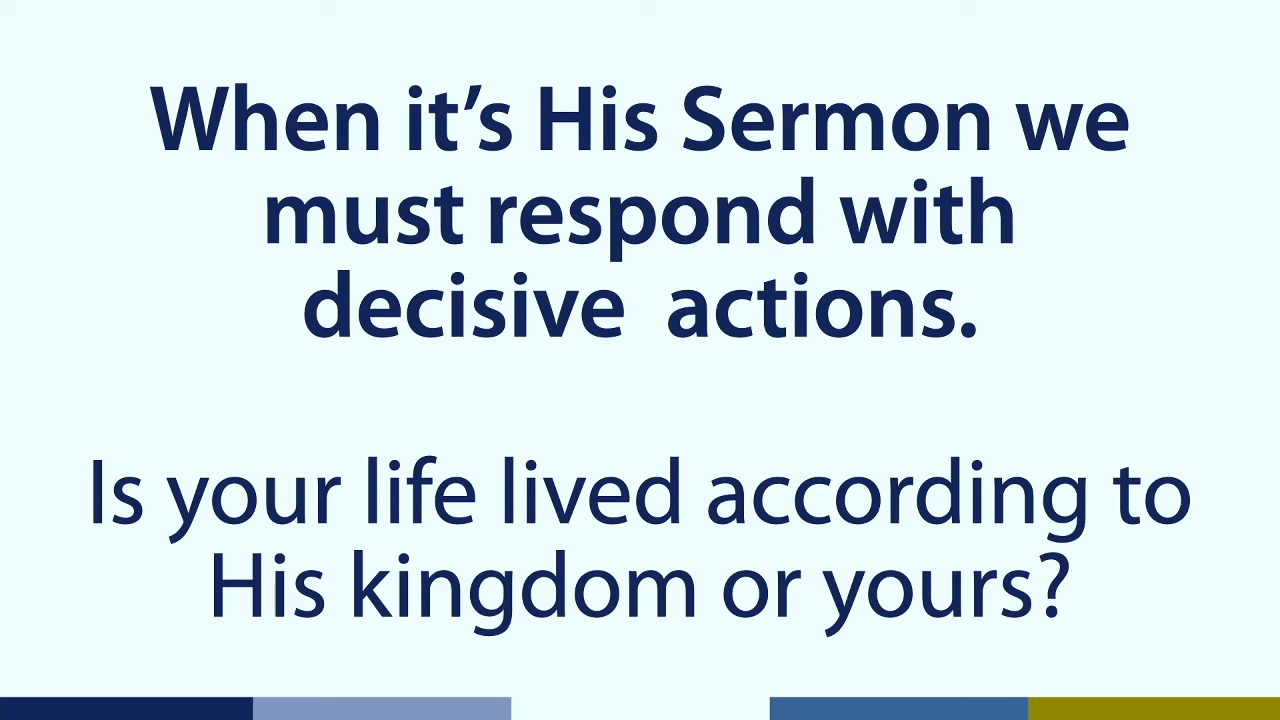 When it’s His Sermon we
must respond with
decisive  actions.
Is your life lived according to
His kingdom or yours?